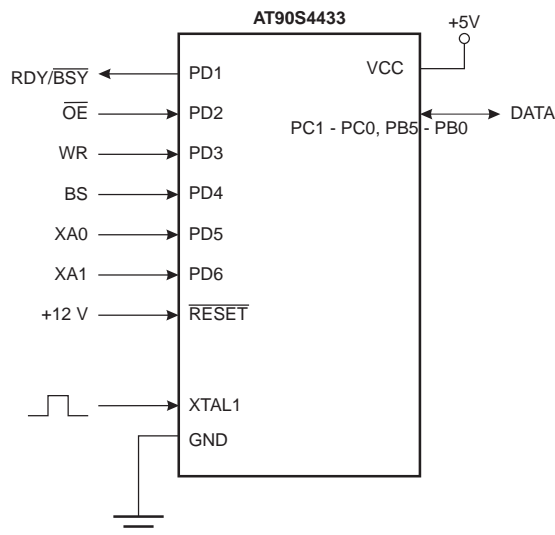 AT90S4433
+5V
RDY/BSY PD1 VCC
OE PD2 DATA
PC1 - PC0, PB5 - PB0
WR PD3
BS PD4
XA0 PD5
XA1 PD6
+12 V RESET
XTAL1
GND